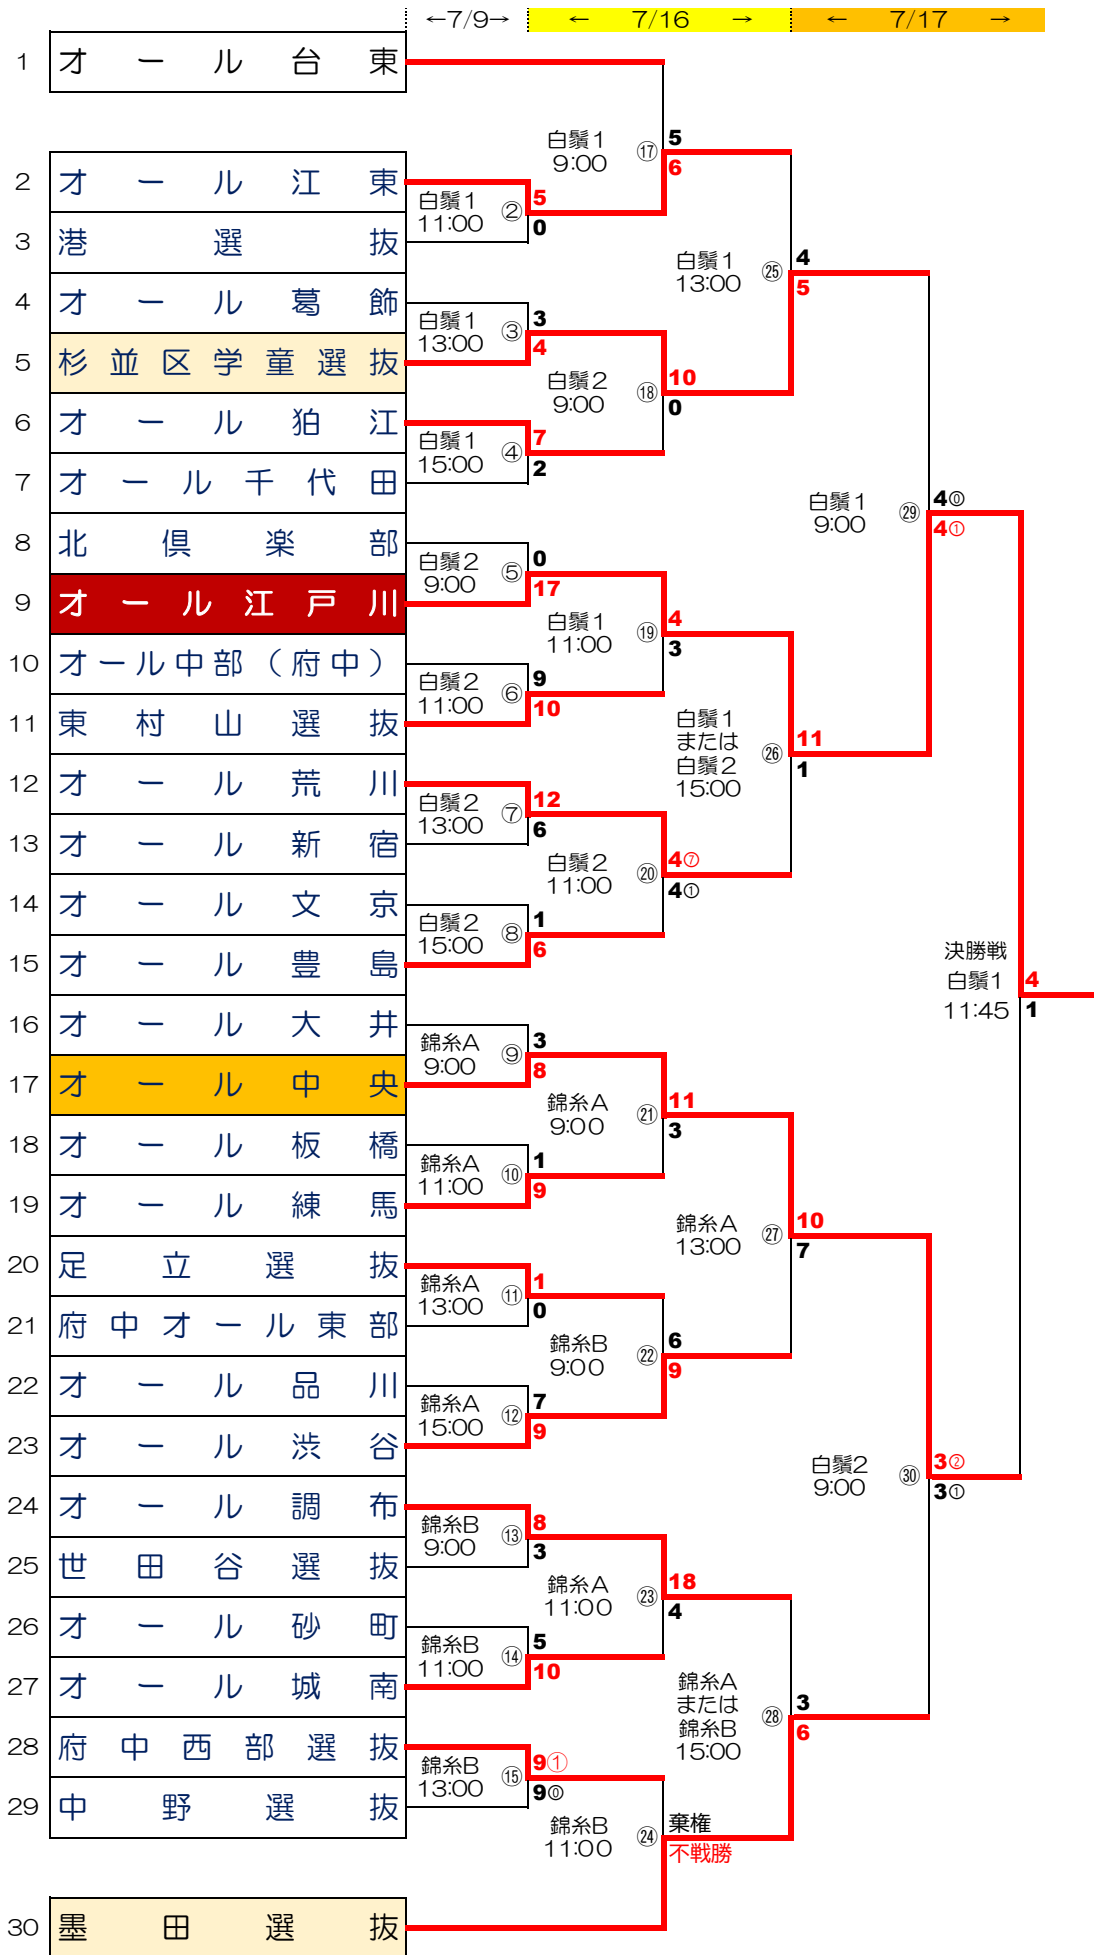 ←7/9→ ← 7/16 → ← 7/17 →
1 オール台東
白鬚1
9:00
⑰
5
6
2 オール江東
白鬚1
11:00
②
5
0
3 港選抜
白鬚1
13:00
㉕
4
5
4 オール葛飾
白鬚1
13:00
③
3
4
5 杉並区学童選抜
白鬚2
9:00
⑱
10
0
6 オール狛江
白鬚1
15:00
④
7
2
7 オール千代田
白鬚1
9:00
㉙
4⓪
4①
8 北倶楽部
白鬚2
9:00
⑤
0
17
9 オール江戸川
白鬚1
11:00
⑲
4
3
10 オール中部（府中）
白鬚2
11:00
⑥
9
10
11 東村山選抜
白鬚1
または
白鬚2
15:00
㉖
11
1
12 オール荒川
白鬚2
13:00
⑦
12
6
13 オール新宿
白鬚2
11:00
⑳
4⑦
4①
14 オール文京
白鬚2
15:00
⑧
1
6
15 オール豊島
決勝戦
白鬚1
11:45
4
1
16 オール大井
錦糸A
9:00
⑨
3
8
17 オール中央
錦糸A
9:00
㉑
11
3
18 オール板橋
錦糸A
11:00
⑩
1
9
19 オール練馬
錦糸A
13:00
㉗
10
7
20 足立選抜
錦糸A
13:00
⑪
1
0
21 府中オール東部
錦糸B
9:00
㉒
6
9
22 オール品川
錦糸A
15:00
⑫
7
9
23 オール渋谷
白鬚2
9:00
㉚
3②
3①
24 オール調布
錦糸B
9:00
⑬
8
3
25 世田谷選抜
錦糸A
11:00
㉓
18
4
26 オール砂町
錦糸B
11:00
⑭
5
10
27 オール城南
錦糸A
または
錦糸B
15:00
㉘
3
6
28 府中西部選抜
錦糸B
13:00
⑮
9①
9⓪
29 中野選抜
錦糸B
11:00
㉔
棄権
不戦勝
30 墨田選抜